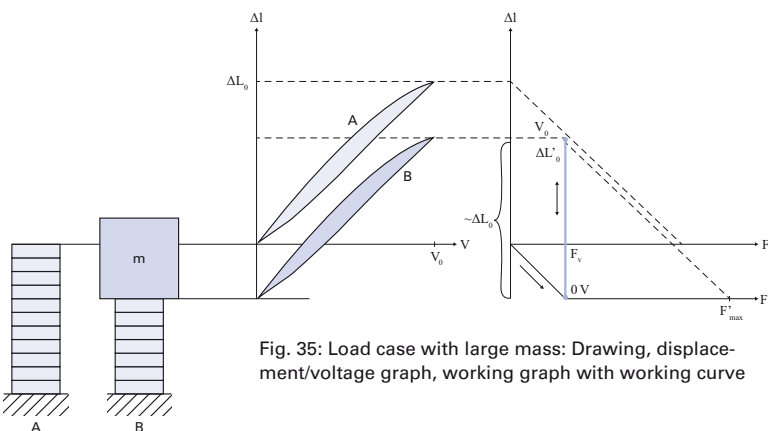 Δl
Δl
ΔL₀
A
V₀
ΔL'₀
B
~ΔL₀
V
F
V₀
Fᵥ
m
0 V
F
F'max
Fig. 35: Load case with large mass: Drawing, displace-
ment/voltage graph, working graph with working curve
A
B